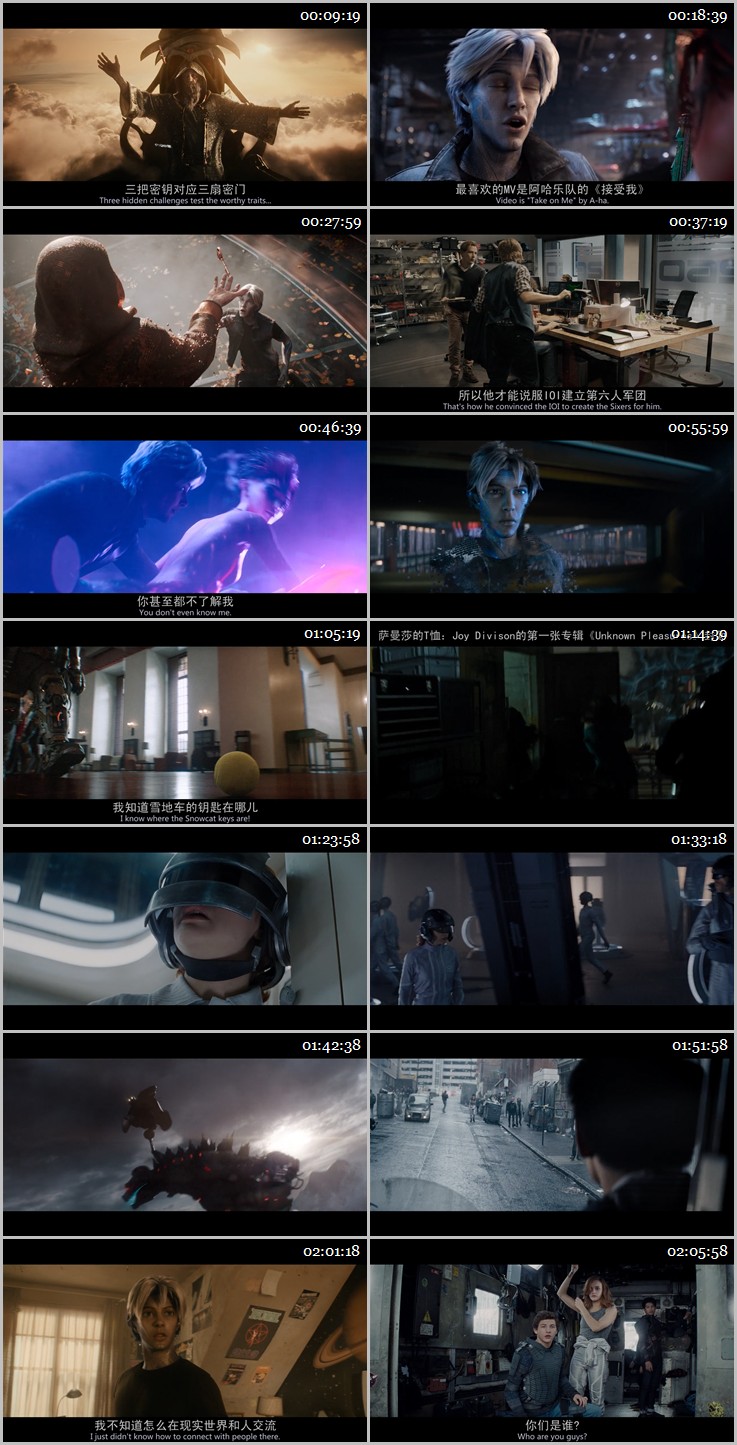 00:09:19
三把密钥对应三扇密门
Three hidden challenges test the worthy traits...
00:18:39
最喜欢的MV是阿哈乐队的《接受我》
Video is "Take on Me" by A-ha.
00:27:59
00:37:19
所以他才能说服IOI建立第六人军团
That's how he convinced the IOI to create the Sixers for him.
00:46:39
你甚至都不了解我
You don't even know me.
00:55:59
01:05:19
我知道雪地车的钥匙在哪儿
I know where the Snowcat keys are!
01:14:39
萨曼莎的T恤：Joy Divison的第一张专辑《Unknown
01:23:58
01:33:18
01:42:38
01:51:58
02:01:18
我不知道怎么在现实世界和人交流
I just didn't know how to connect with people there.
02:05:58
你们是谁?
Who are you guys?